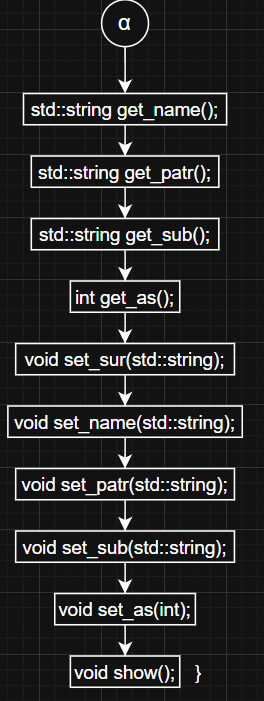 α
std::string get_name();
std::string get_patr();
std::string get_sub();
int get_as();
void set_sur(std::string);
void set_name(std::string);
void set_patr(std::string);
void set_sub(std::string);
void set_as(int);
void show(); }